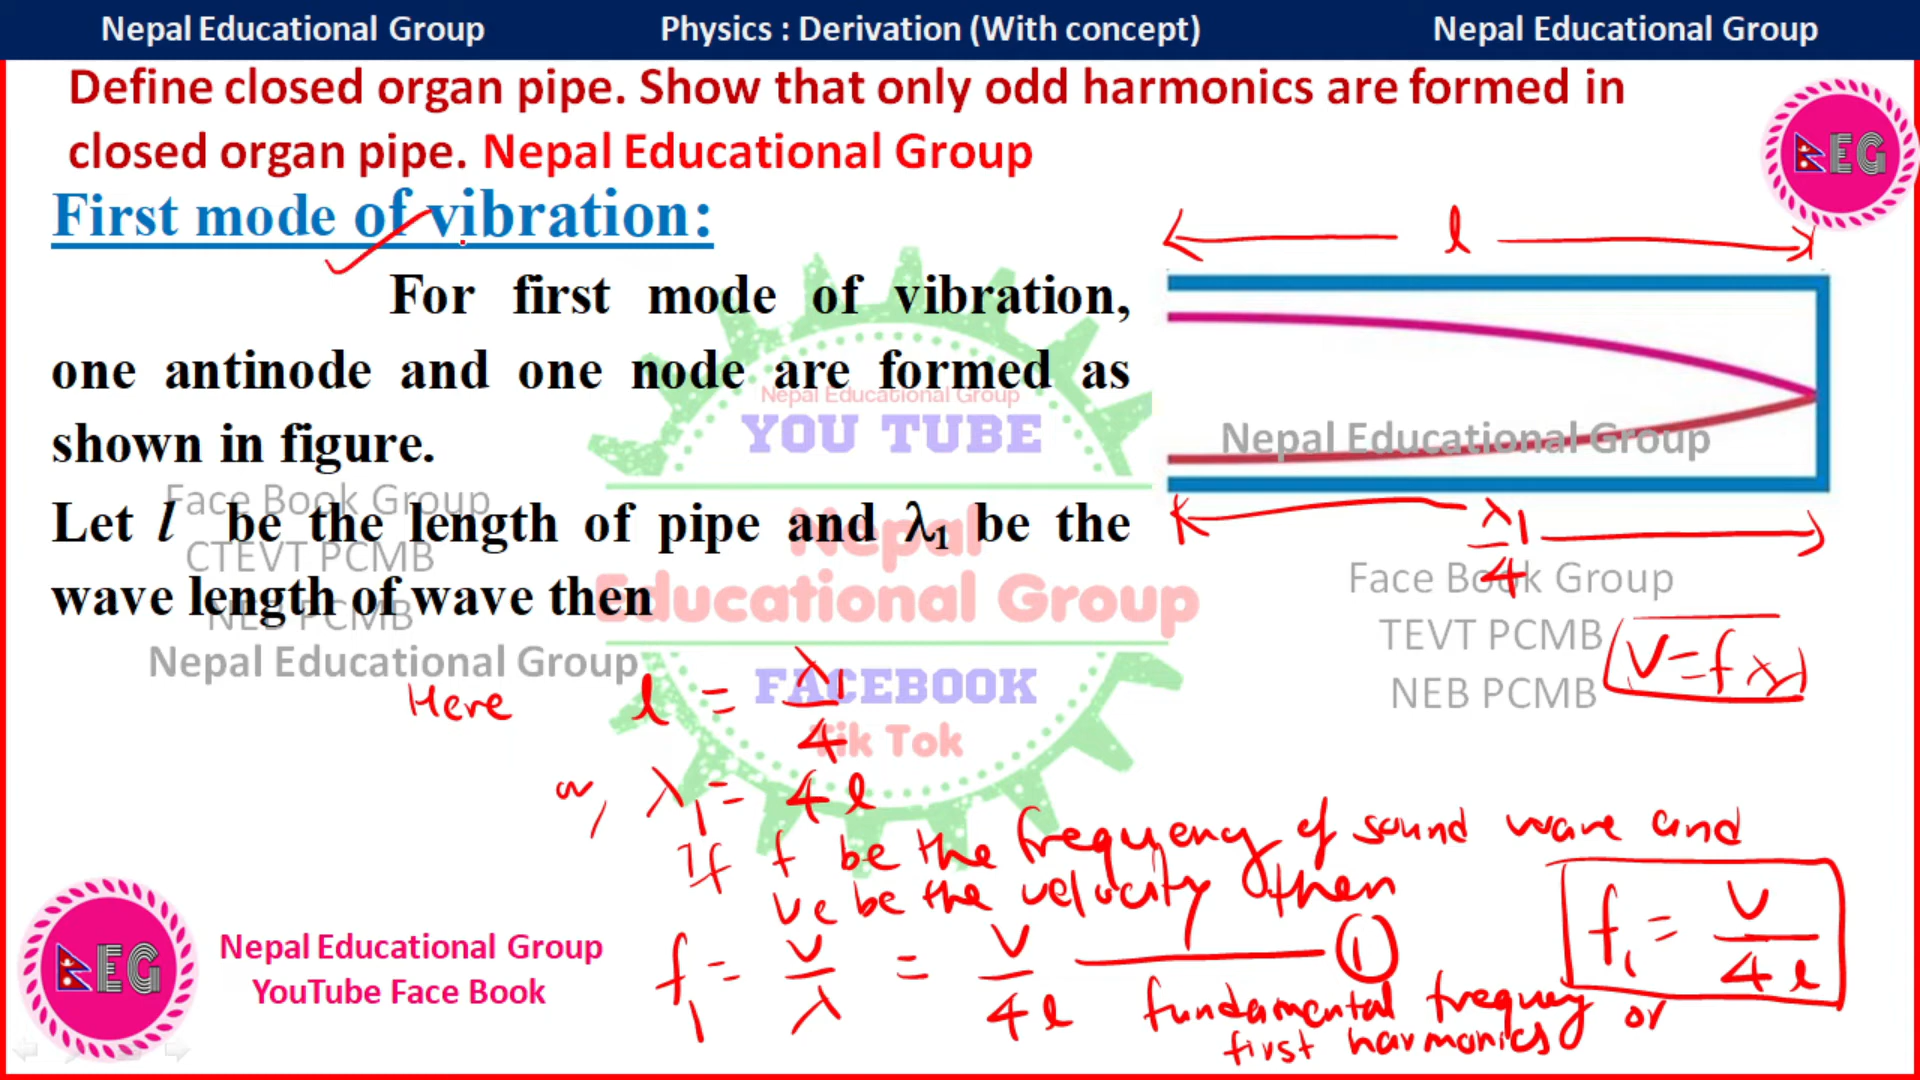 Nepal Educational Group
Physics : Derivation (With concept)
Nepal Educational Group
Define closed organ pipe. Show that only odd harmonics are formed in
closed organ pipe. Nepal Educational Group
EG
First mode of vibration:
For first mode of vibration,
one antinode and one node are formed as
shown in figure.
Let l be the length of pipe and λ₁ be the
wave length of wave then
l
Nepal Educational Group
λ₁/4
Nepal Educational Group
YOU TUBE
Nepal
Educational Group
FACEBOOK
Tik Tok
Face Book Group
CTEVT PCMB
NEB PCMB
Nepal Educational Group
Face Book Group
TEVT PCMB
NEB PCMB
V=fλ
Here l = λ₁/4
or, λ₁ = 4l
If f be the frequency of sound wave and
be the velocity then
f₁ = v/λ = v/4l ①
f₁ = v/4l
fundamental frequey or
first harmonics
EG
Nepal Educational Group
YouTube Face Book